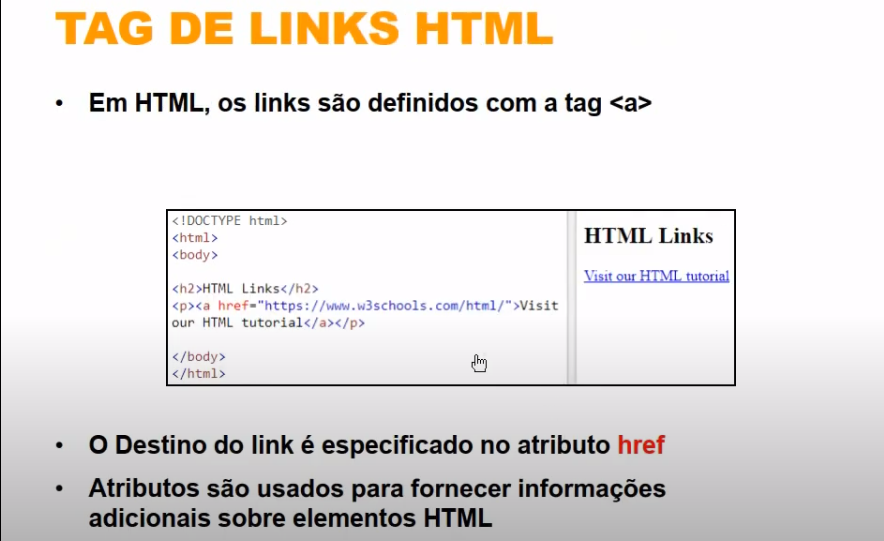 TAG DE LINKS HTML
• Em HTML, os links são definidos com a tag <a>
<!DOCTYPE html>
<html>
<body>
<h2>HTML Links</h2>
<p><a href="https://www.w3schools.com/html/">Visit
our HTML tutorial</a></p>
</body>
</html>
HTML Links
Visit our HTML tutorial
• O Destino do link é especificado no atributo href
• Atributos são usados para fornecer informações
adicionais sobre elementos HTML